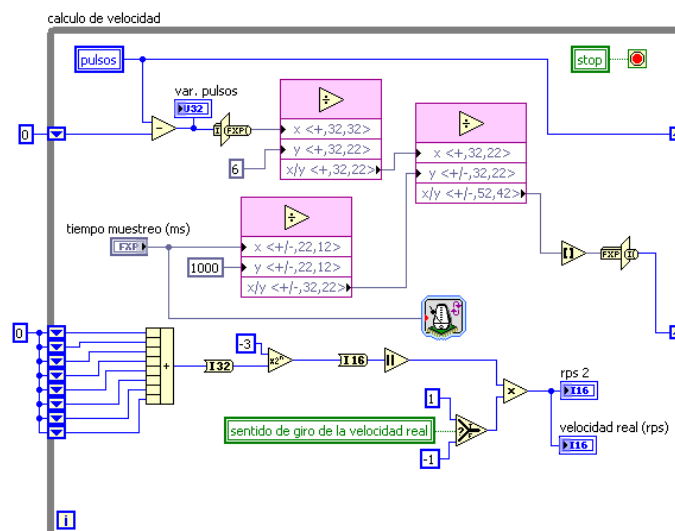 calculo de velocidad
pulsos
stop
var. pulsos
U32
0
I
FXP
x <+,32,32>
y <+,32,22>
x/y <+,32,22>
6
x <+,32,22>
y <+/-,32,22>
x/y <+/-,52,42>
tiempo muestreo (ms)
FXP
1000
x <+/-,22,12>
y <+/-,22,12>
x/y <+/-,32,22>
FXP
0
I32
-3
x2ⁿ
I16
sentido de giro de la velocidad real
1
-1
rps 2
I16
velocidad real (rps)
I16
i